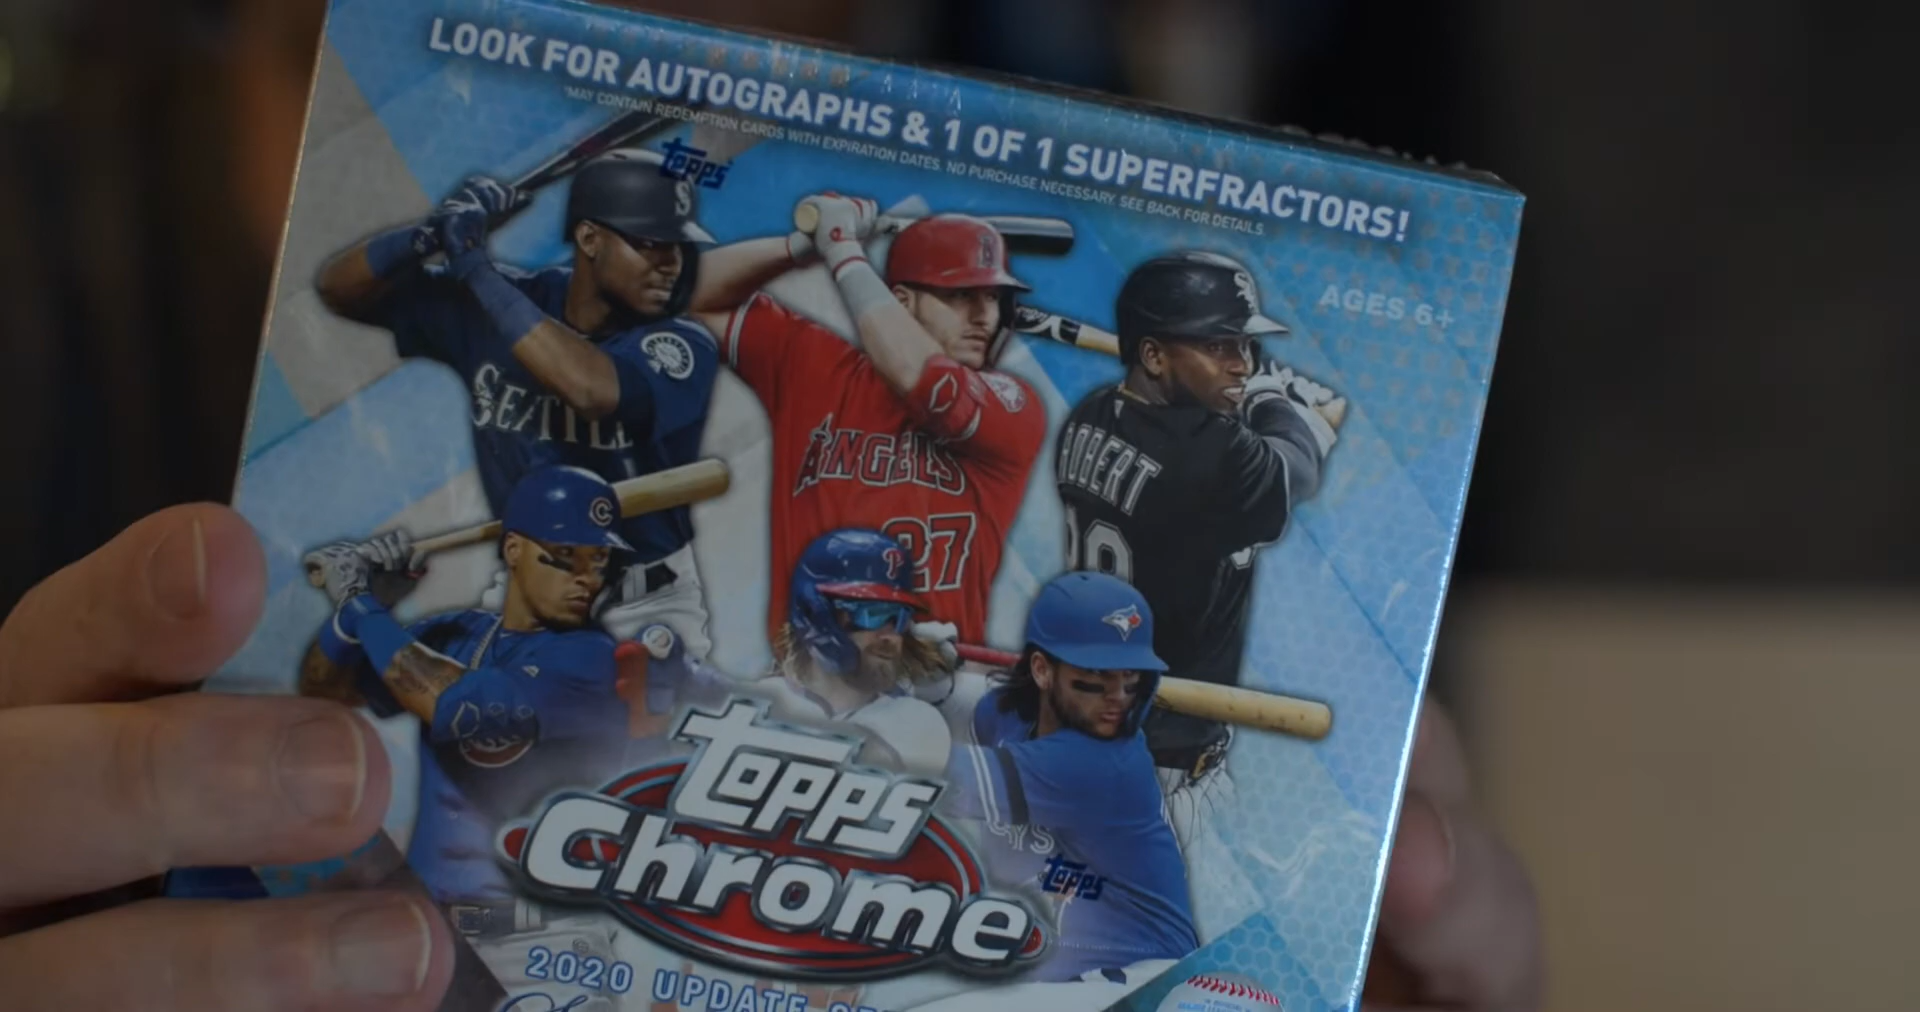 LOOK FOR AUTOGRAPHS & 1 OF 1 SUPERFRACTORS!
*MAY CONTAIN REDEMPTION CARDS WITH EXPIRATION DATES. NO PURCHASE NECESSARY. SEE BACK FOR DETAILS.
topps
S
AGES 6+
SEATTLE
ANGELS
27
ROBERT
C
P
topps
Chrome
topps
2020 UPDATE